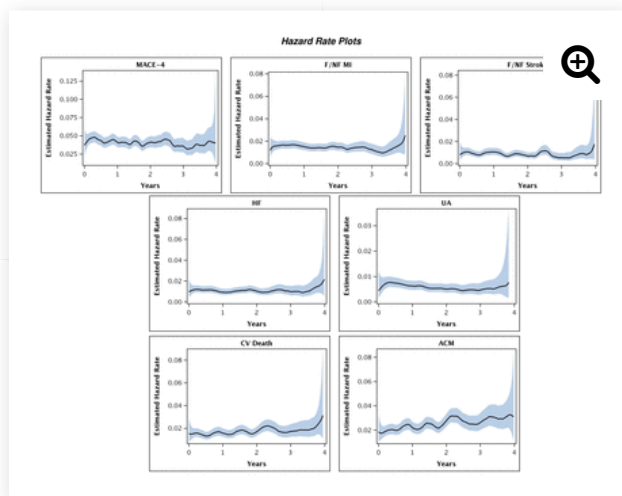 Hazard Rate Plots
MACE-4
Estimated Hazard Rate
0.125
0.100
0.075
0.050
0.025
0 1 2 3 4
Years
F/NF MI
Estimated Hazard Rate
0.08
0.06
0.04
0.02
0.00
0 1 2 3 4
Years
F/NF Strok
Estimated Hazard Rate
0.08
0.06
0.04
0.02
0.00
0 1 2 3 4
Years
HF
Estimated Hazard Rate
0.08
0.06
0.04
0.02
0.00
0 1 2 3 4
Years
UA
Estimated Hazard Rate
0.03
0.02
0.01
0.00
0 1 2 3 4
Years
CV Death
Estimated Hazard Rate
0.08
0.06
0.04
0.02
0 1 2 3 4
Years
ACM
Estimated Hazard Rate
0.08
0.06
0.04
0.02
0 1 2 3 4
Years